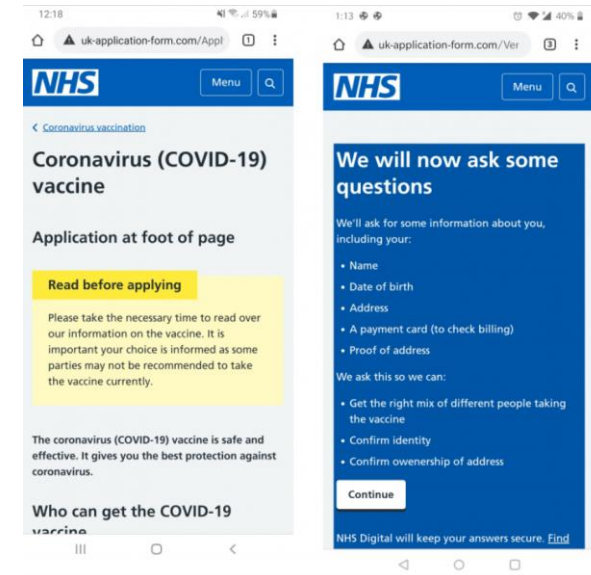 12:18
59%
uk-application-form.com/Appl
1
NHS
Menu
Coronavirus vaccination
Coronavirus (COVID-19)
vaccine
Application at foot of page
Read before applying
Please take the necessary time to read over
our information on the vaccine. It is
important your choice is informed as some
parties may not be recommended to take
the vaccine currently.
The coronavirus (COVID-19) vaccine is safe and
effective. It gives you the best protection against
coronavirus.
Who can get the COVID-19
vaccine
1:13
40%
uk-application-form.com/Ver
3
NHS
Menu
We will now ask some
questions
We'll ask for some information about you,
including your:
• Name
• Date of birth
• Address
• A payment card (to check billing)
• Proof of address
We ask this so we can:
• Get the right mix of different people taking
the vaccine
• Confirm identity
• Confirm owenership of address
Continue
NHS Digital will keep your answers secure. Find